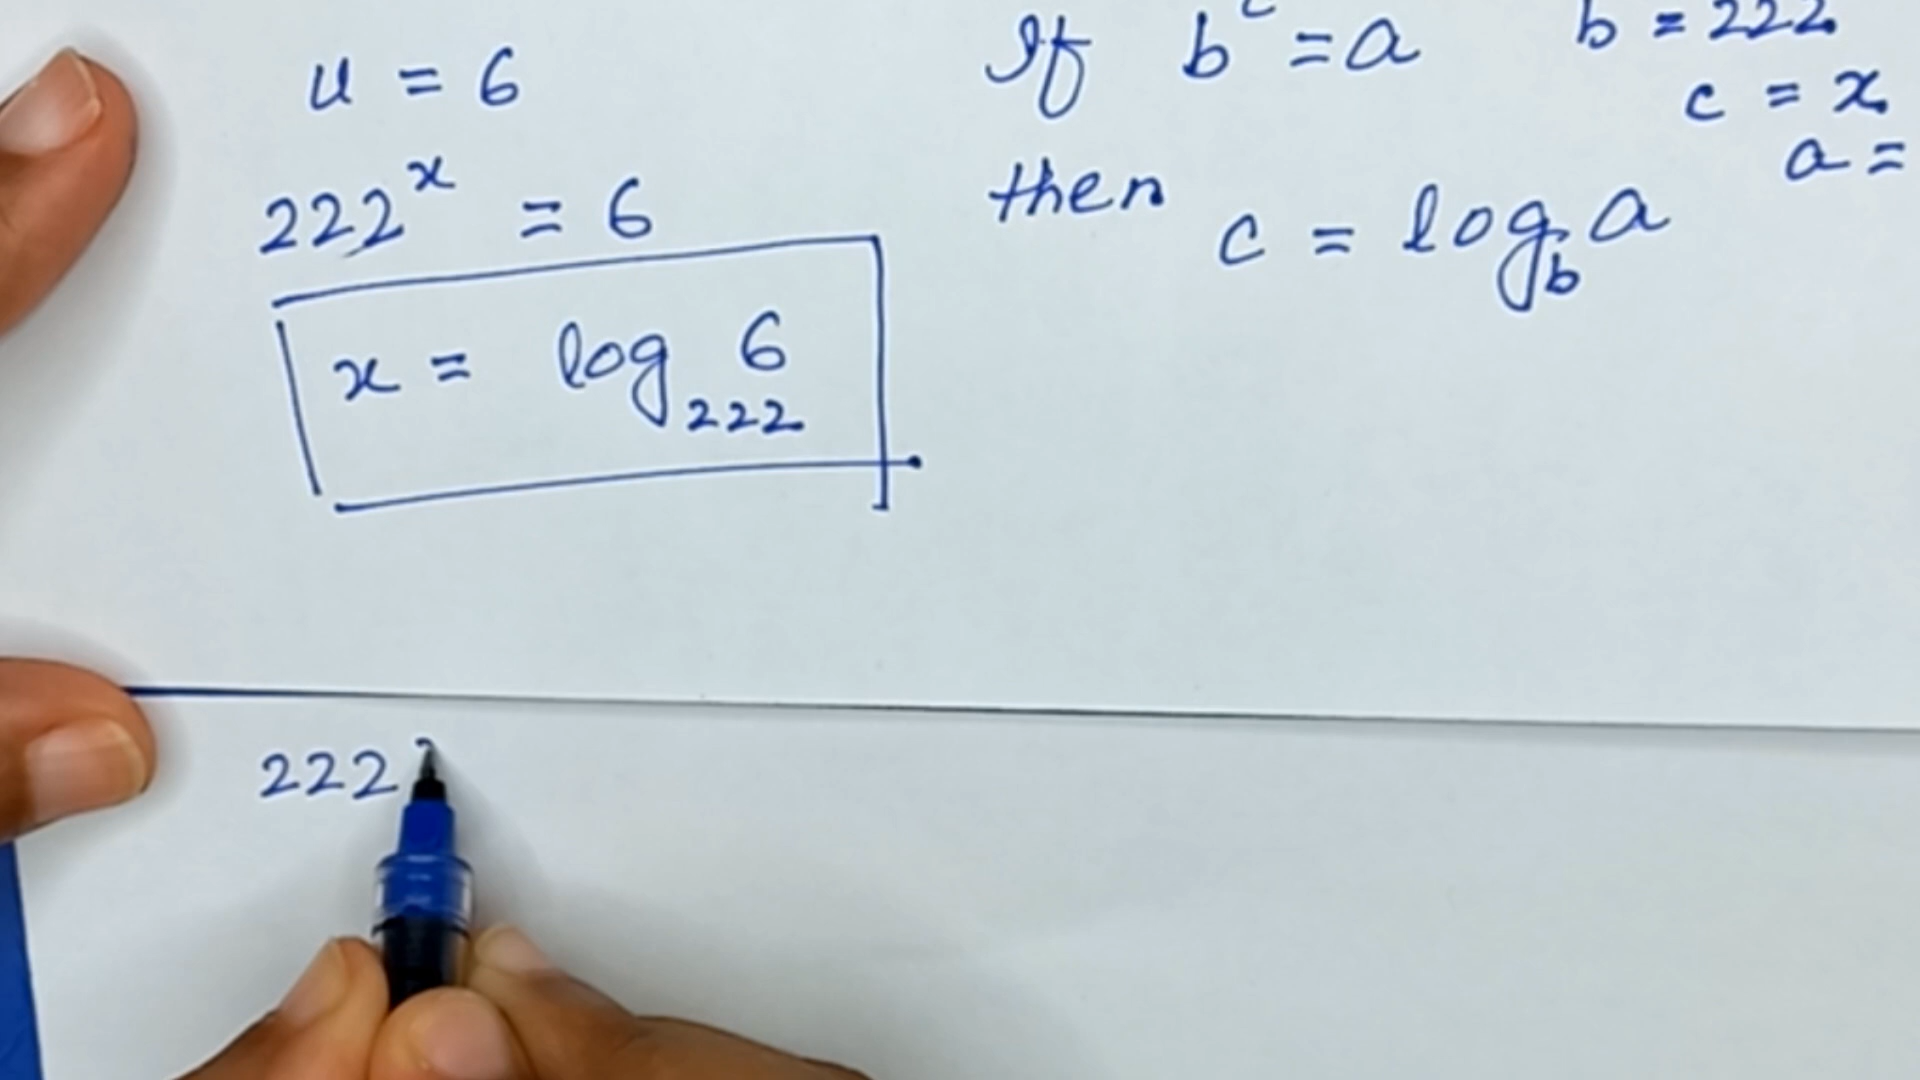 u = 6
222^x = 6
x = log_222 6
If b^c = a
then c = log_b a
b = 222
c = x
a =
222